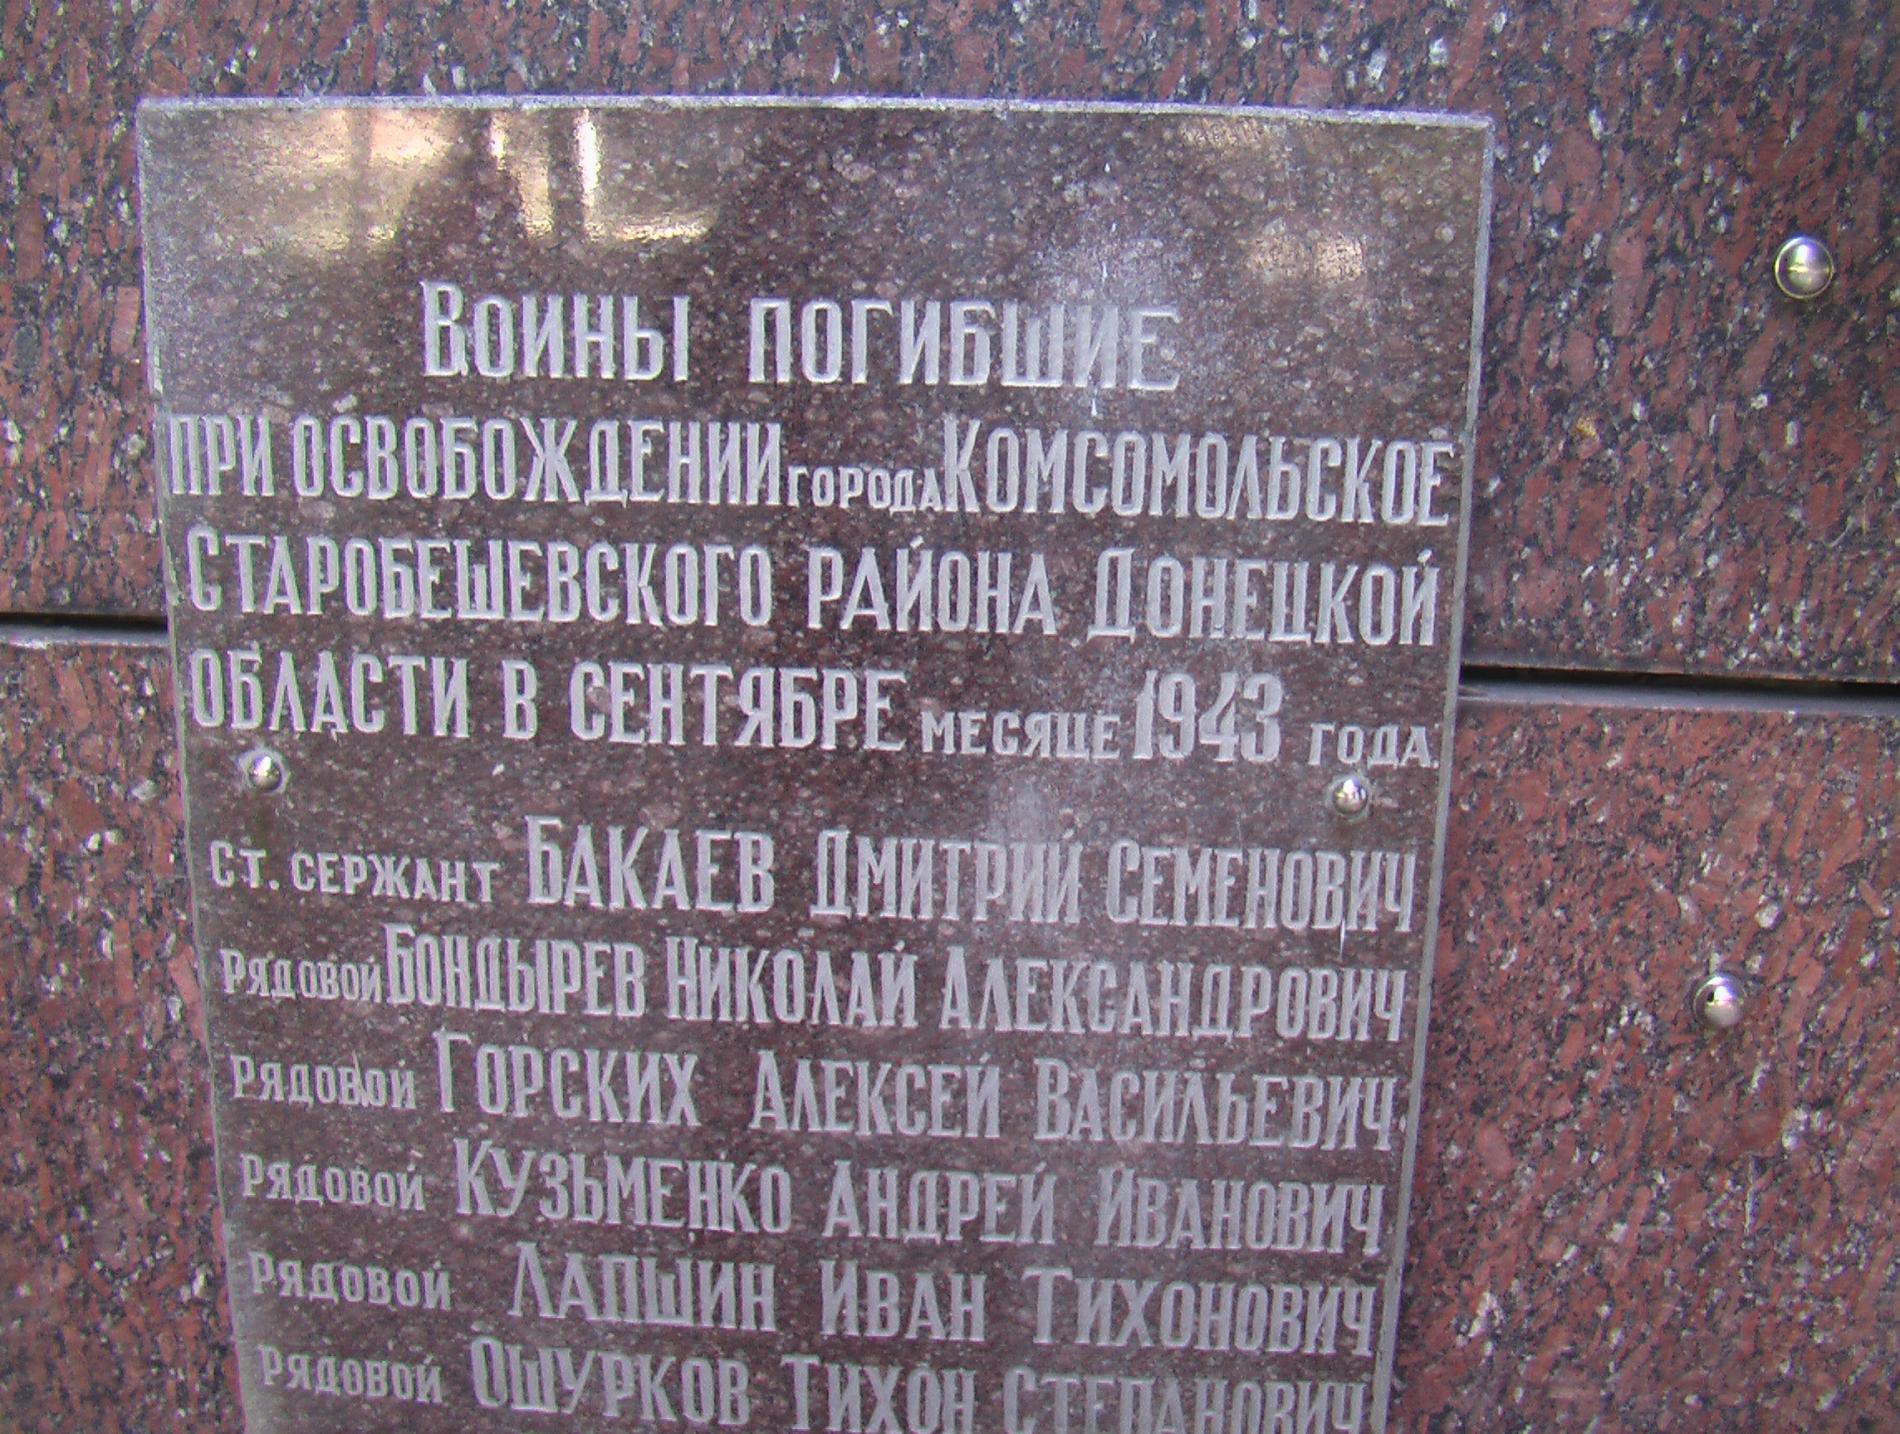 Воины погибшие
при освобождении города Комсомольское
Старобешевского района Донецкой
области в сентябре месяце 1943 года.
ст. сержант Бакаев Дмитрий Семенович
рядовой Бондырев Николай Александрович
рядовой Горских Алексей Васильевич
рядовой Кузьменко Андрей Иванович
рядовой Лапшин Иван Тихонович
рядовой Ошурков Тихон Степанович